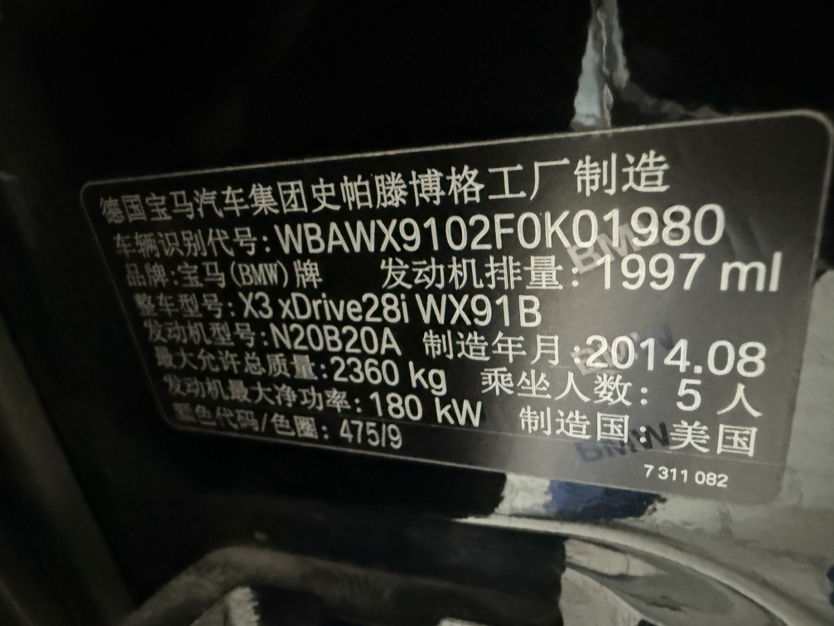 德国宝马汽车集团史帕滕博格工厂制造
车辆识别代号:WBAWX9102F0K01980
品牌:宝马(BMW)牌 发动机排量:1997 ml
整车型号:X3 xDrive28i WX91B
发动机型号:N20B20A 制造年月:2014.08
最大允许总质量:2360 kg 乘坐人数: 5 人
发动机最大净功率:180 kW 制造国:美国
颜色代码/色圈: 475/9
7 311 082
BMW
BMW
BMW